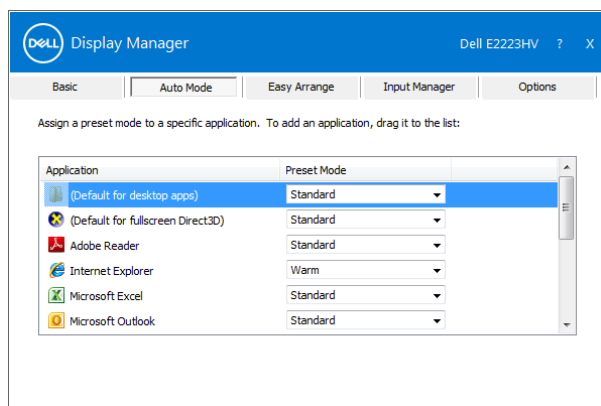 DELL Display Manager Dell E2223HV ? X
Basic Auto Mode Easy Arrange Input Manager Options
Assign a preset mode to a specific application. To add an application, drag it to the list:
Application Preset Mode
(Default for desktop apps) Standard
(Default for fullscreen Direct3D) Standard
Adobe Reader Standard
Internet Explorer Warm
Microsoft Excel Standard
Microsoft Outlook Standard